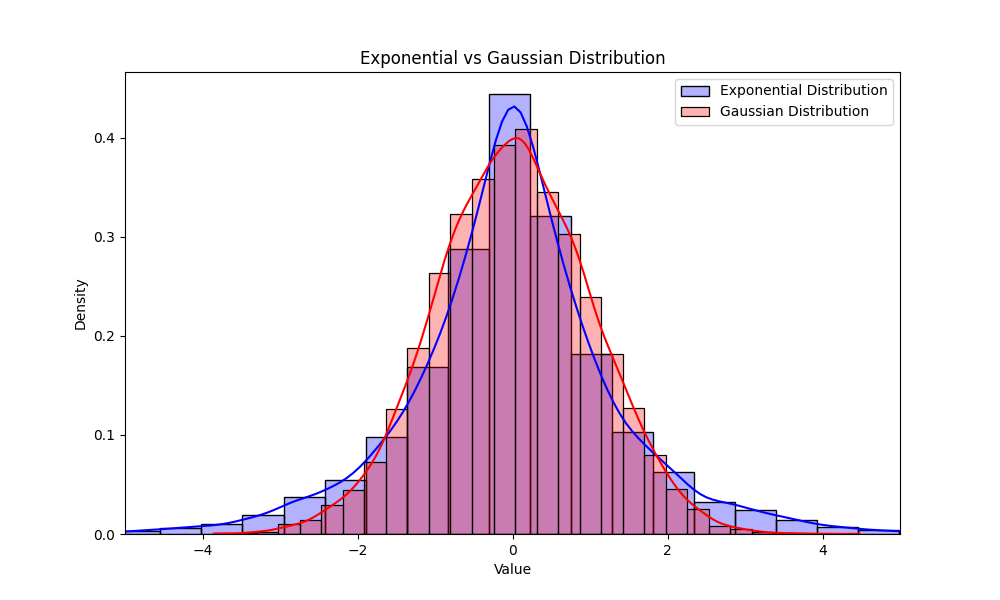 Exponential vs Gaussian Distribution
Exponential Distribution
Gaussian Distribution
0.4
0.3
0.2
0.1
0.0
Density
−4
−2
0
2
4
Value